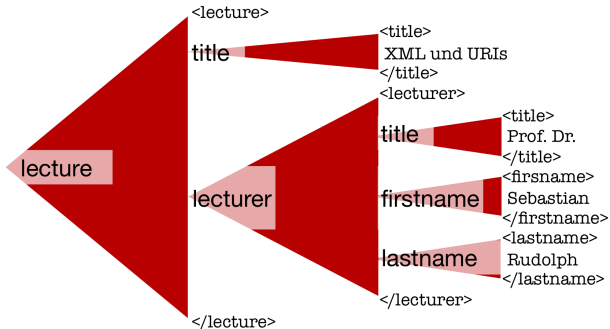 <lecture>
<title>
title
XML und URIs
</title>
<lecturer>
<title>
title
Prof. Dr.
</title>
lecture
<firsname>
lecturer
firstname
Sebastian
</firstname>
<lastname>
lastname
Rudolph
</lastname>
</lecturer>
</lecture>